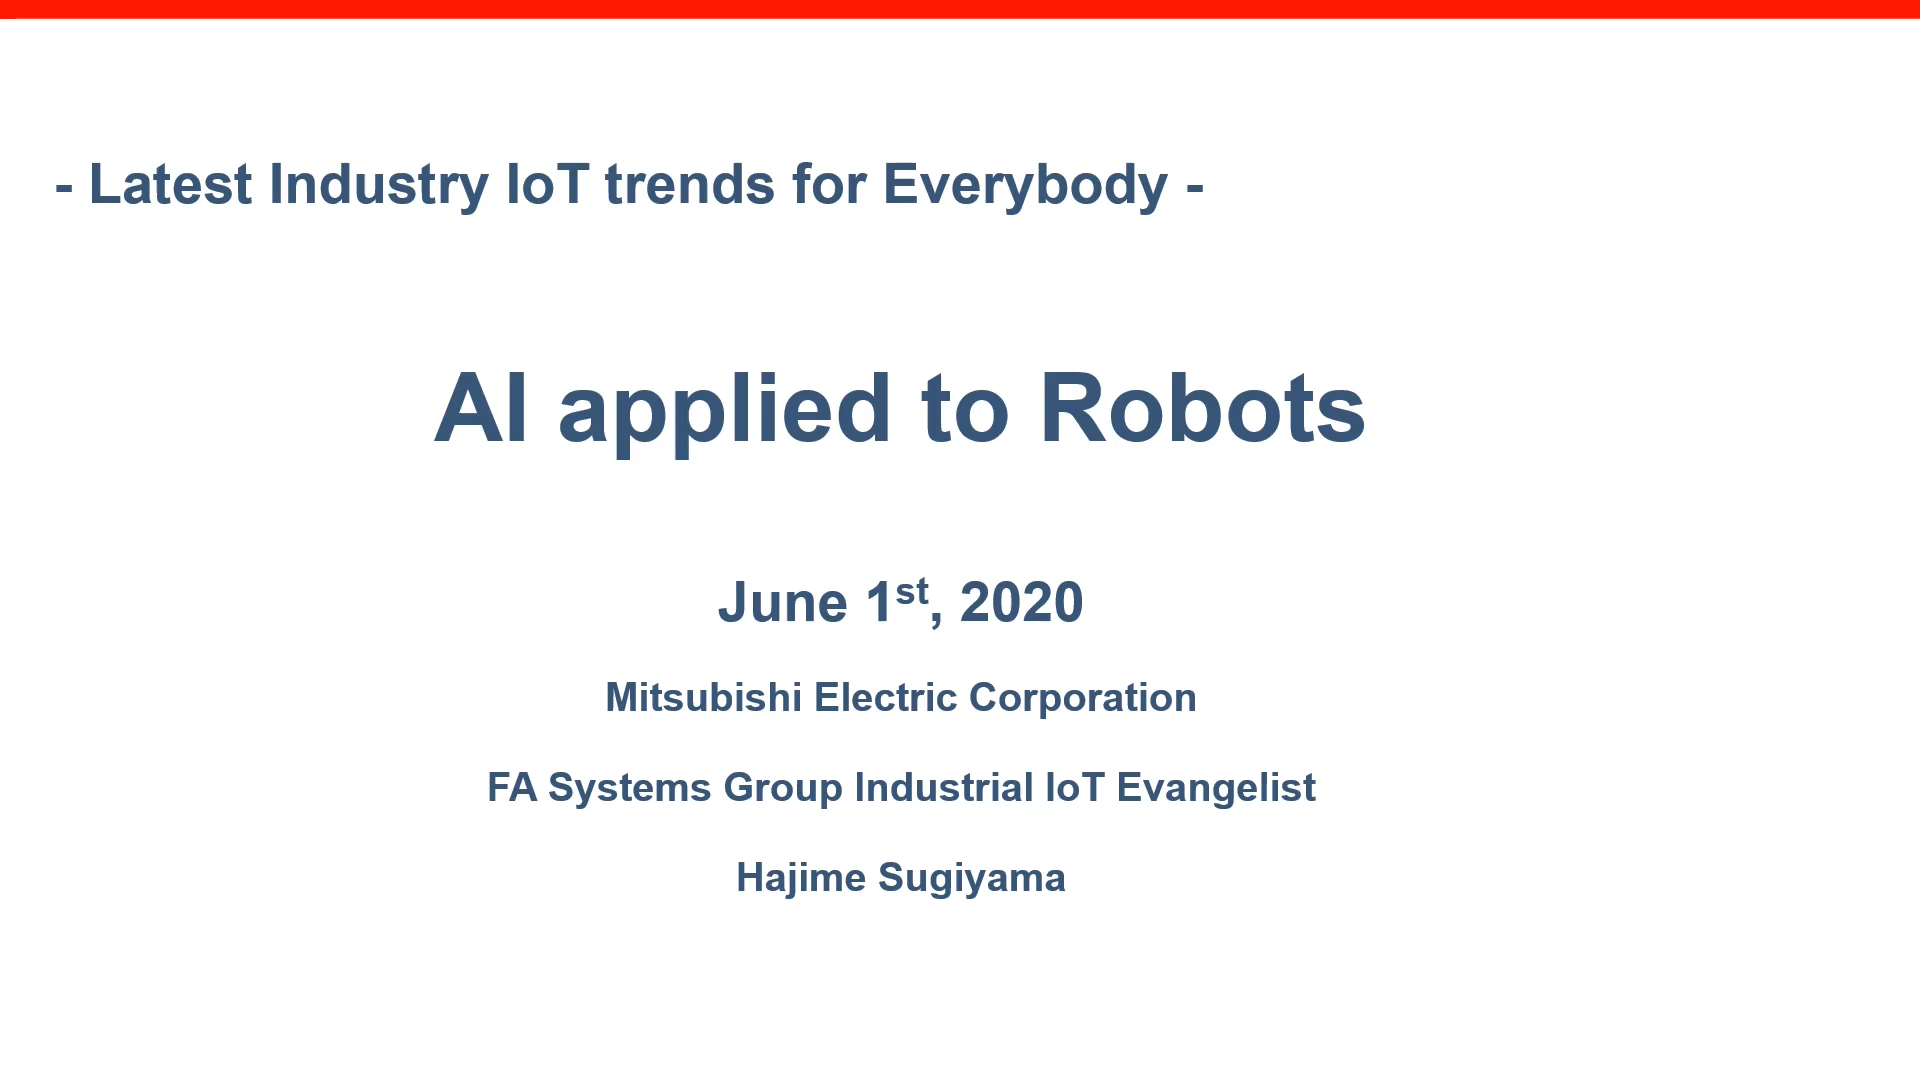 - Latest Industry IoT trends for Everybody -
AI applied to Robots
June 1st, 2020
Mitsubishi Electric Corporation
FA Systems Group Industrial IoT Evangelist
Hajime Sugiyama